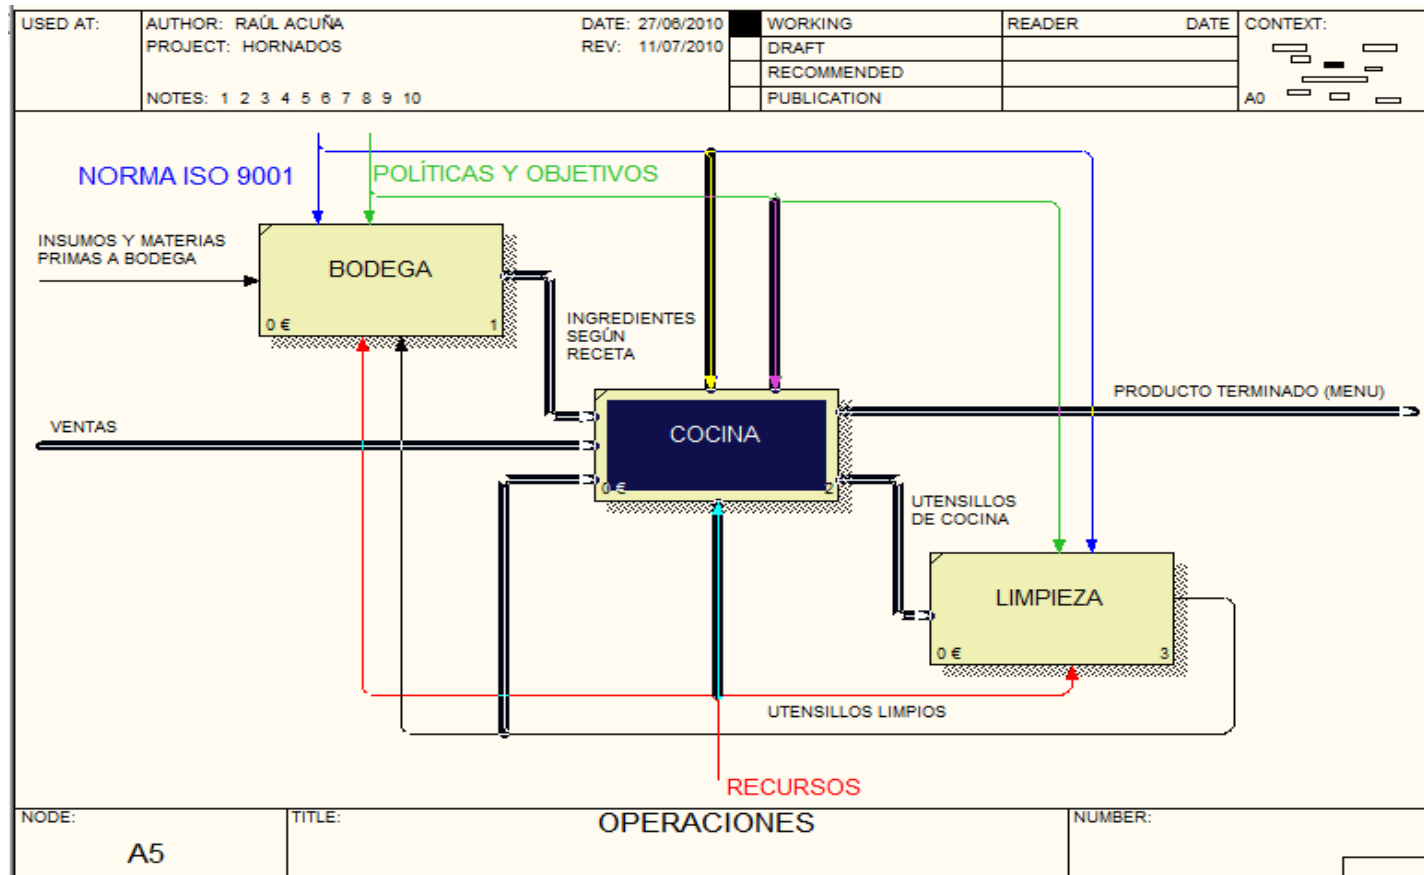 USED AT:
AUTHOR: RAÚL ACUÑA
DATE: 27/06/2010
WORKING
READER
DATE
CONTEXT:
PROJECT: HORNADOS
REV: 11/07/2010
DRAFT
RECOMMENDED
NOTES: 1 2 3 4 5 6 7 8 9 10
PUBLICATION
A0
NORMA ISO 9001
POLÍTICAS Y OBJETIVOS
INSUMOS Y MATERIAS
PRIMAS A BODEGA
BODEGA
0 €
1
INGREDIENTES
SEGÚN
RECETA
PRODUCTO TERMINADO (MENU)
VENTAS
COCINA
0 €
2
UTENSILLOS
DE COCINA
LIMPIEZA
0 €
3
UTENSILLOS LIMPIOS
RECURSOS
NODE:
A5
TITLE:
OPERACIONES
NUMBER: